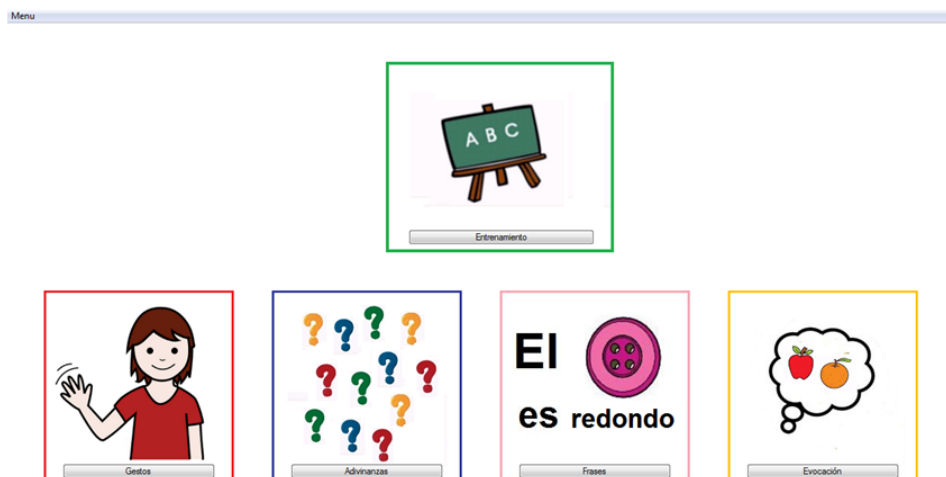 Menu
A B C
Entrenamiento
El
es redondo
Gestos
Adivinanzas
Frases
Evocación